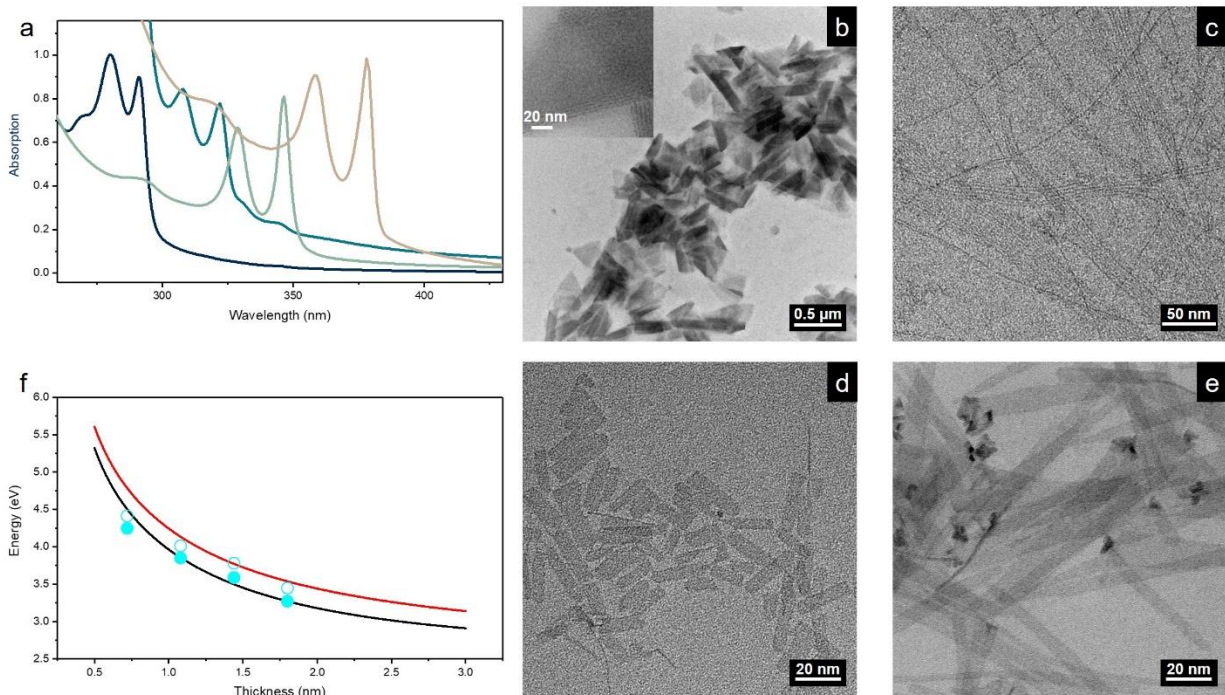 a
1.0
0.8
0.6
0.4
0.2
0.0
Absorption
300
350
400
Wavelength (nm)
b
20 nm
0.5 µm
c
50 nm
f
6.0
5.5
5.0
4.5
4.0
3.5
3.0
2.5
Energy (eV)
0.5
1.0
1.5
2.0
2.5
3.0
Thickness (nm)
d
20 nm
e
20 nm